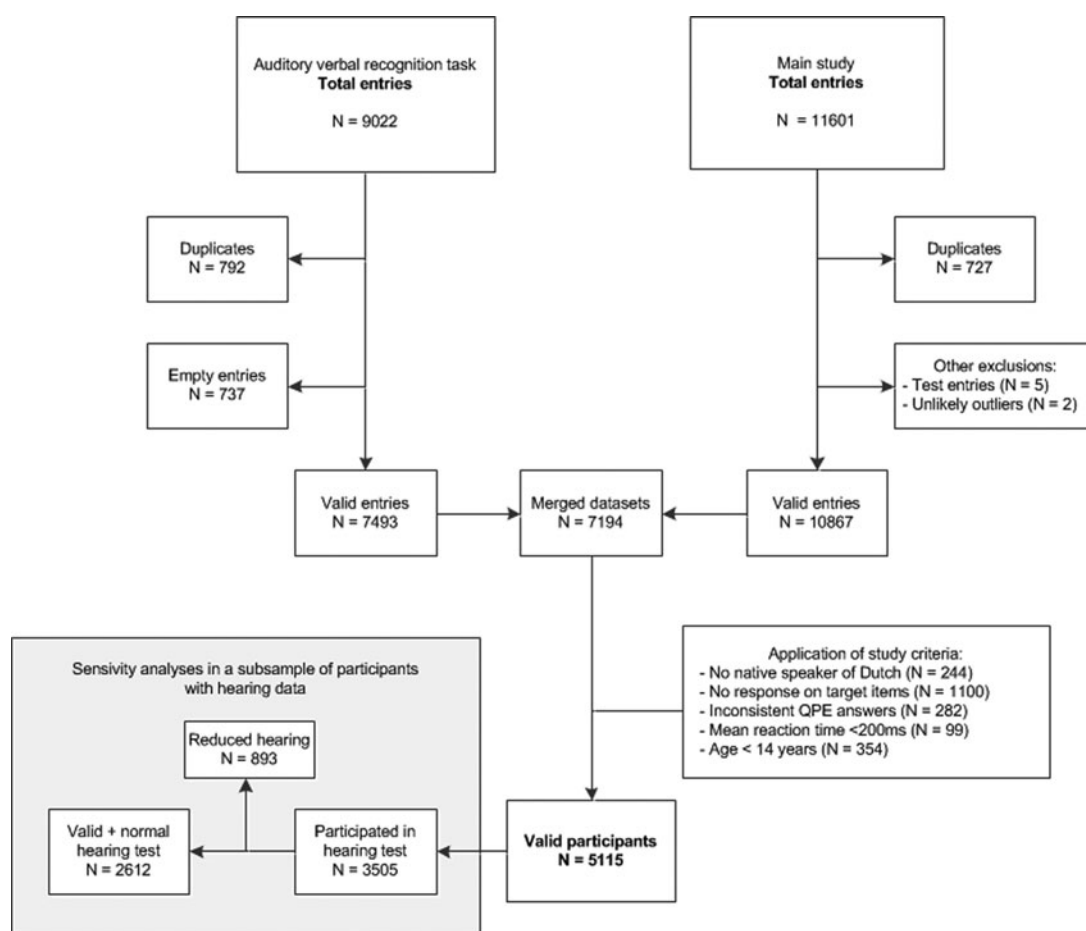 Auditory verbal recognition task
Total entries
N = 9022
Main study
Total entries
N = 11601
Duplicates
N = 792
Duplicates
N = 727
Empty entries
N = 737
Other exclusions:
- Test entries (N = 5)
- Unlikely outliers (N = 2)
Valid entries
N = 7493
Merged datasets
N = 7194
Valid entries
N = 10867
Application of study criteria:
- No native speaker of Dutch (N = 244)
- No response on target items (N = 1100)
- Inconsistent QPE answers (N = 282)
- Mean reaction time <200ms (N = 99)
- Age < 14 years (N = 354)
Sensivity analyses in a subsample of participants
with hearing data
Reduced hearing
N = 893
Valid + normal
hearing test
N = 2612
Participated in
hearing test
N = 3505
Valid participants
N = 5115